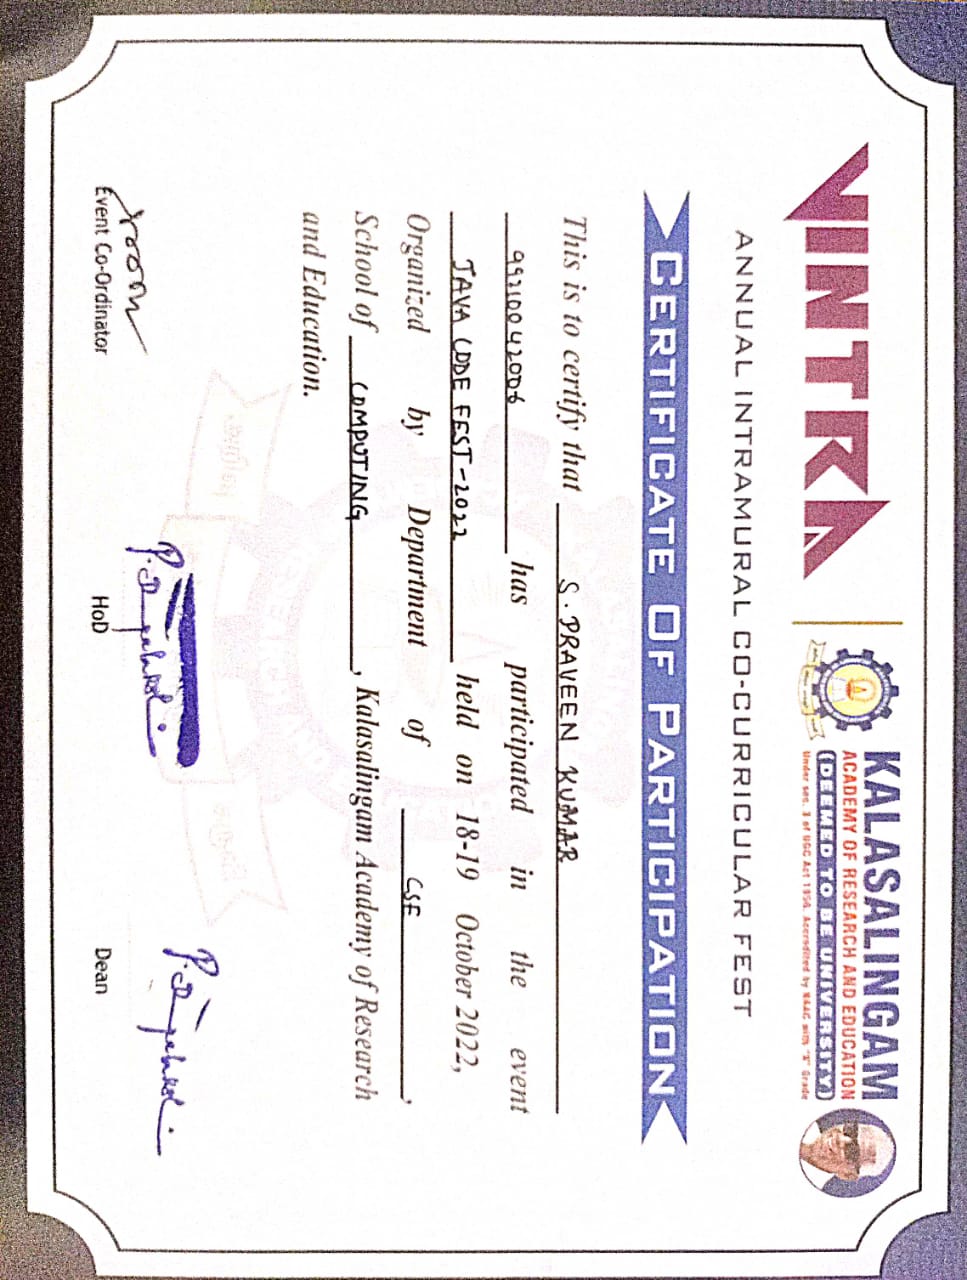 VINTRA
KALASALINGAM
ACADEMY OF RESEARCH AND EDUCATION
(DEEMED TO BE UNIVERSITY)
Under sec. 3 of UGC Act 1956. Accredited by NAAC with "A" Grade
ANNUAL INTRAMURAL CO-CURRICULAR FEST
CERTIFICATE OF PARTICIPATION
This is to certify that S. PRAVEEN KUMAR
99210042006 has participated in the event
JAVA CODE FEST-2022 held on 18-19 October 2022,
Organized by Department of CSE,
School of COMPUTING, Kalasalingam Academy of Research
and Education.
RESEARCH AND
Event Co-Ordinator
HoD
Dean